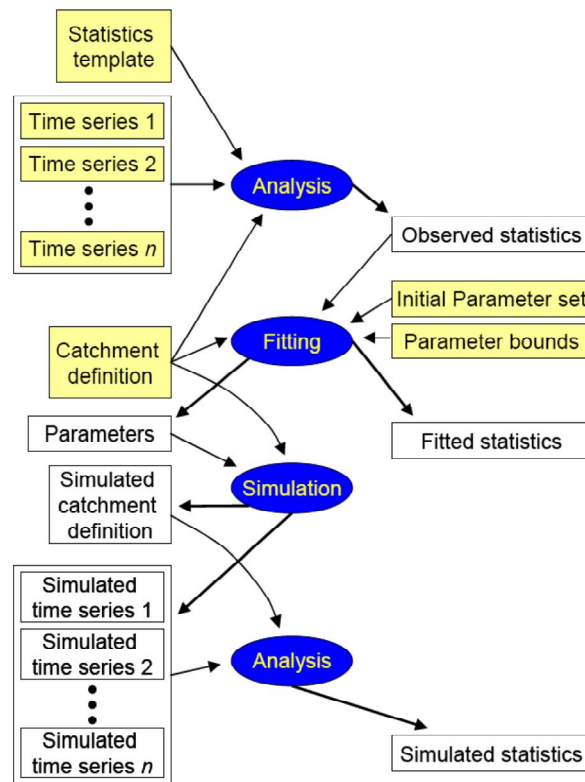 Statistics
template
Time series 1
Time series 2
Time series n
Analysis
Observed statistics
Initial Parameter set
Parameter bounds
Fitting
Catchment
definition
Parameters
Fitted statistics
Simulated
catchment
definition
Simulation
Simulated
time series 1
Simulated
time series 2
Simulated
time series n
Analysis
Simulated statistics